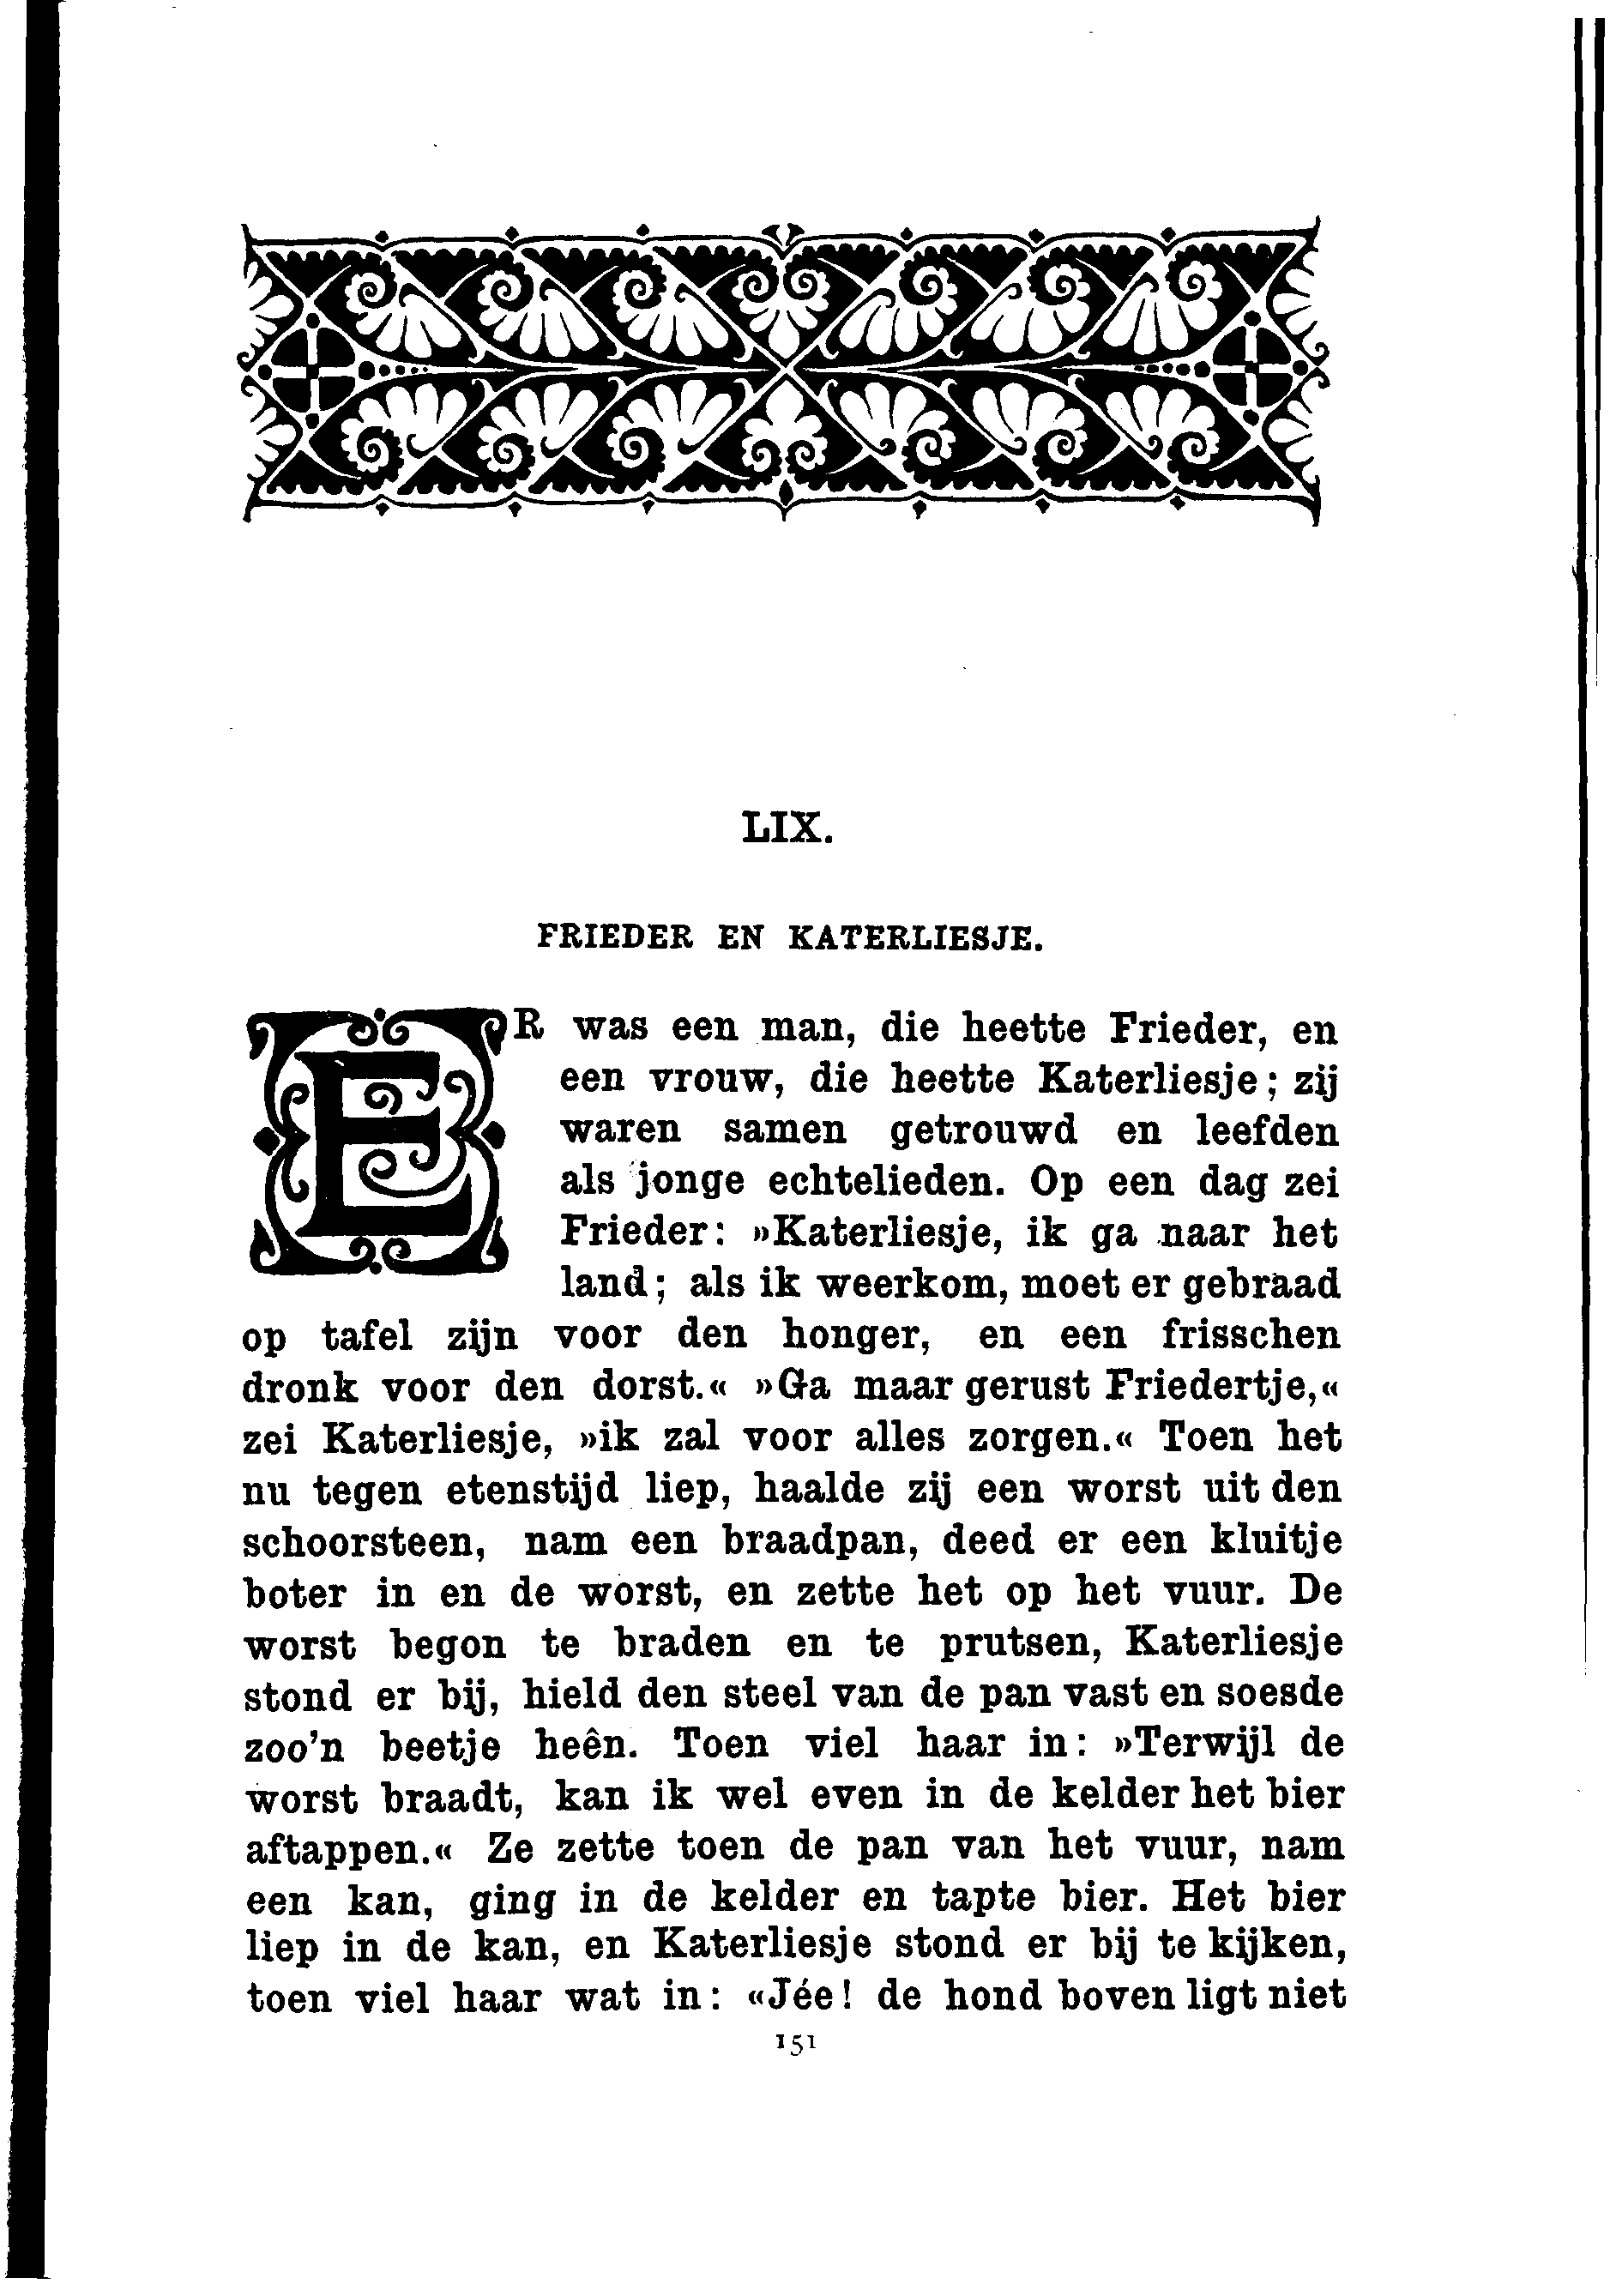 LIX.
FRIEDER EN KATERLIESJE.
ER was een man, die heette Frieder, en
een vrouw, die heette Katerliesje; zij
waren samen getrouwd en leefden
als jonge echtelieden. Op een dag zei
Frieder: »Katerliesje, ik ga naar het
land; als ik weerkom, moet er gebraad
op tafel zijn voor den honger, en een frisschen
dronk voor den dorst.« »Ga maar gerust Friedertje,«
zei Katerliesje, »ik zal voor alles zorgen.« Toen het
nu tegen etenstijd liep, haalde zij een worst uit den
schoorsteen, nam een braadpan, deed er een kluitje
boter in en de worst, en zette het op het vuur. De
worst begon te braden en te prutsen, Katerliesje
stond er bij, hield den steel van de pan vast en soesde
zoo'n beetje heên. Toen viel haar in: »Terwijl de
worst braadt, kan ik wel even in de kelder het bier
aftappen.« Ze zette toen de pan van het vuur, nam
een kan, ging in de kelder en tapte bier. Het bier
liep in de kan, en Katerliesje stond er bij te kijken,
toen viel haar wat in: «Jée! de hond boven ligt niet
151